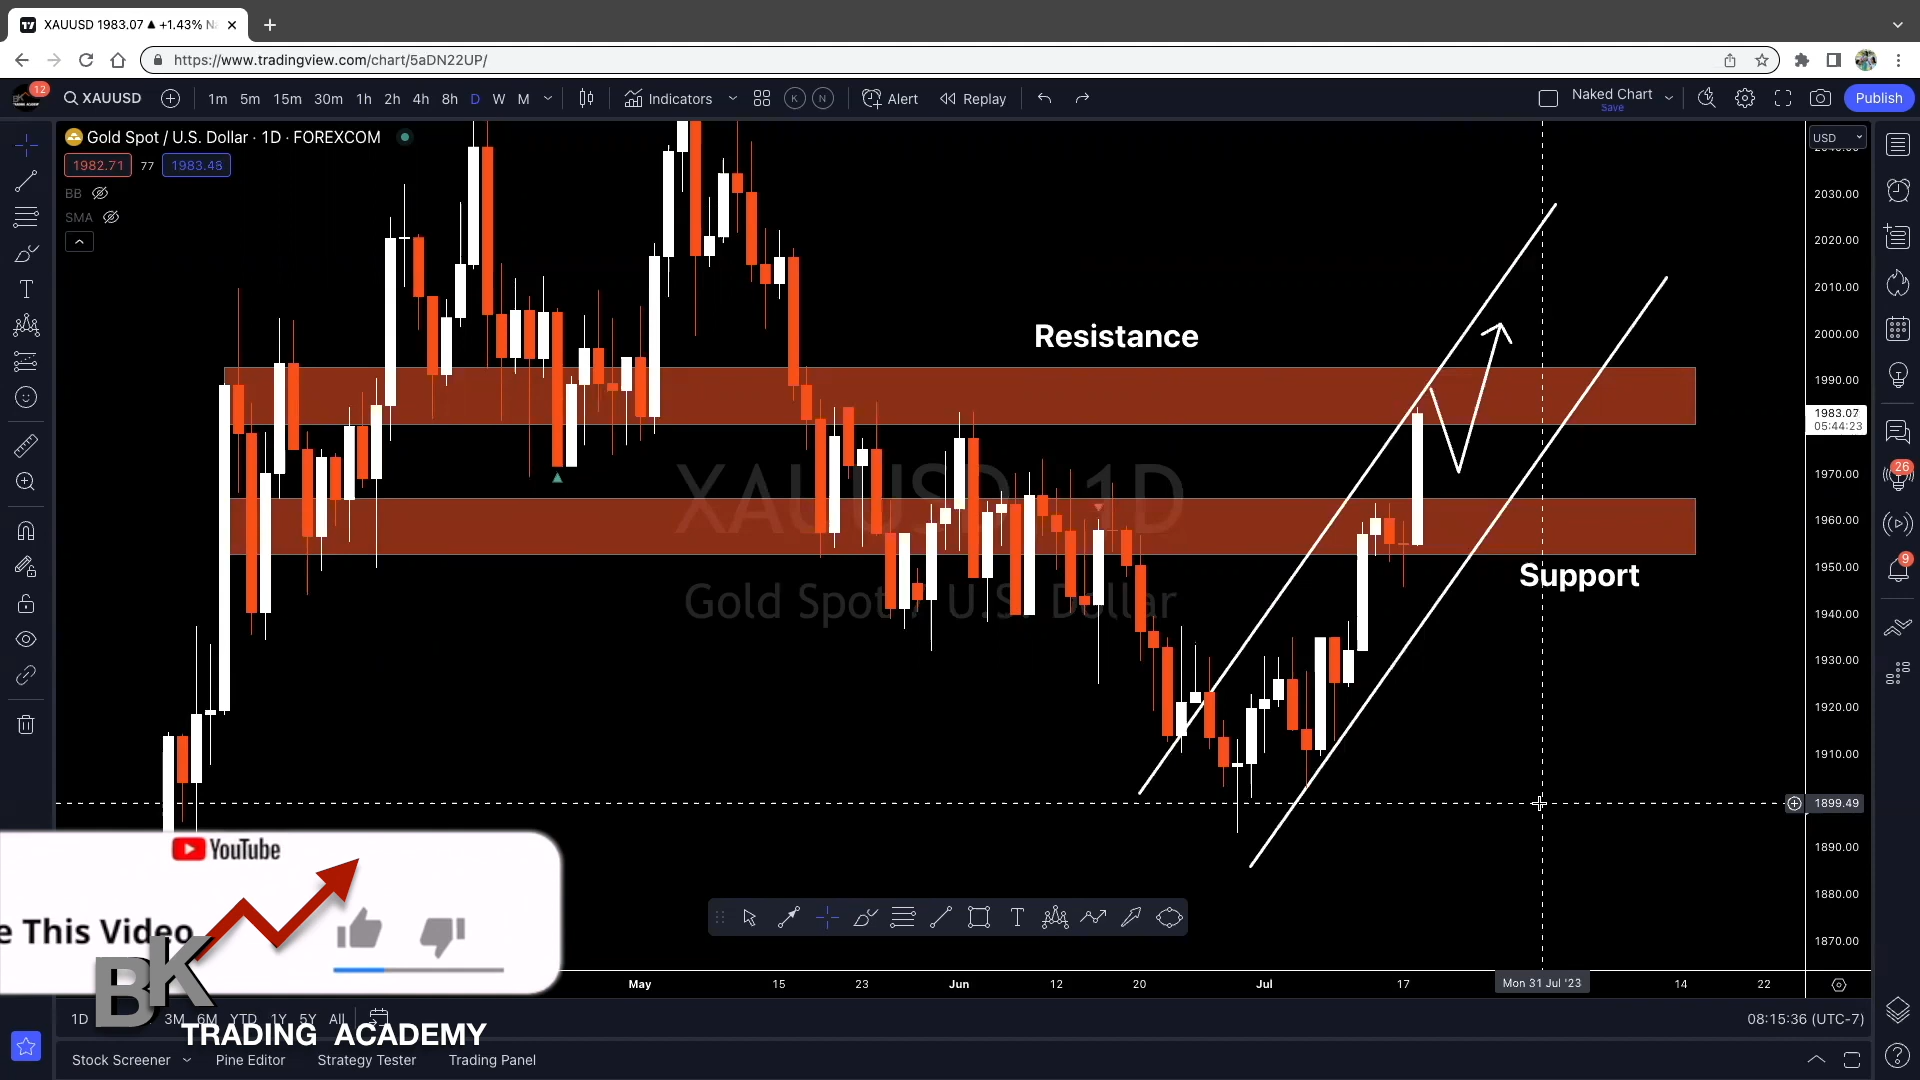 XAUUSD 1983.07 ▲ +1.43% N
https://www.tradingview.com/chart/5aDN22UP/
12
XAUUSD
1m 5m 15m 30m 1h 2h 4h 8h D W M
Indicators
K N
Alert
Replay
Naked Chart
Save
Publish
Gold Spot / U.S. Dollar · 1D · FOREXCOM
USD
1982.71 77 1983.45
BB
SMA
2030.00
2020.00
2010.00
Resistance
2000.00
1990.00
1983.07
05:44:23
1970.00
26
XAUUSD 1D
1960.00
1950.00
9
Support
Gold Spot / U.S. Dollar
1940.00
1930.00
1920.00
1910.00
1899.49
1890.00
YouTube
1880.00
e This Video
BK
1870.00
May 15 23 Jun 12 20 Jul 17 Mon 31 Jul '23 14 22
1D 3M 6M YTD 1Y 5Y All
08:15:36 (UTC-7)
TRADING ACADEMY
Stock Screener Pine Editor Strategy Tester Trading Panel